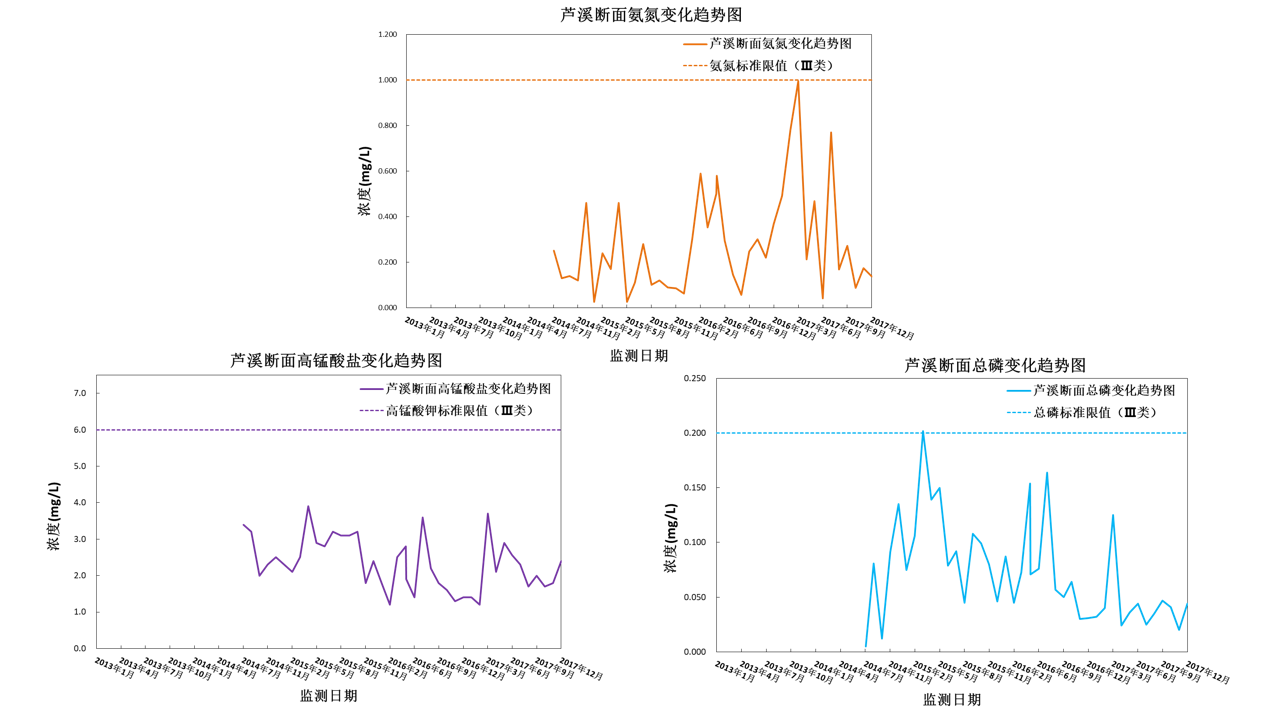 芦溪断面氨氮变化趋势图
芦溪断面氨氮变化趋势图
氨氮标准限值（Ⅲ类）
1.200
1.000
0.800
0.600
0.400
0.200
0.000
浓度(mg/L)
2013年1月
2013年4月
2013年7月
2013年10月
2014年1月
2014年4月
2014年7月
2014年11月
2015年2月
2015年5月
2015年8月
2015年11月
2016年2月
2016年6月
2016年9月
2016年12月
2017年3月
2017年6月
2017年9月
2017年12月
监测日期
芦溪断面高锰酸盐变化趋势图
芦溪断面高锰酸盐变化趋势图
高锰酸钾标准限值（Ⅲ类）
7.0
6.0
5.0
4.0
3.0
2.0
1.0
0.0
浓度(mg/L)
2013年1月
2013年4月
2013年7月
2013年10月
2014年1月
2014年4月
2014年7月
2014年11月
2015年2月
2015年5月
2015年8月
2015年11月
2016年2月
2016年6月
2016年9月
2016年12月
2017年3月
2017年6月
2017年9月
2017年12月
监测日期
芦溪断面总磷变化趋势图
芦溪断面总磷变化趋势图
总磷标准限值（Ⅲ类）
0.250
0.200
0.150
0.100
0.050
0.000
浓度(mg/L)
2013年1月
2013年4月
2013年7月
2013年10月
2014年1月
2014年4月
2014年7月
2014年11月
2015年2月
2015年5月
2015年8月
2015年11月
2016年2月
2016年6月
2016年9月
2016年12月
2017年3月
2017年6月
2017年9月
2017年12月
监测日期